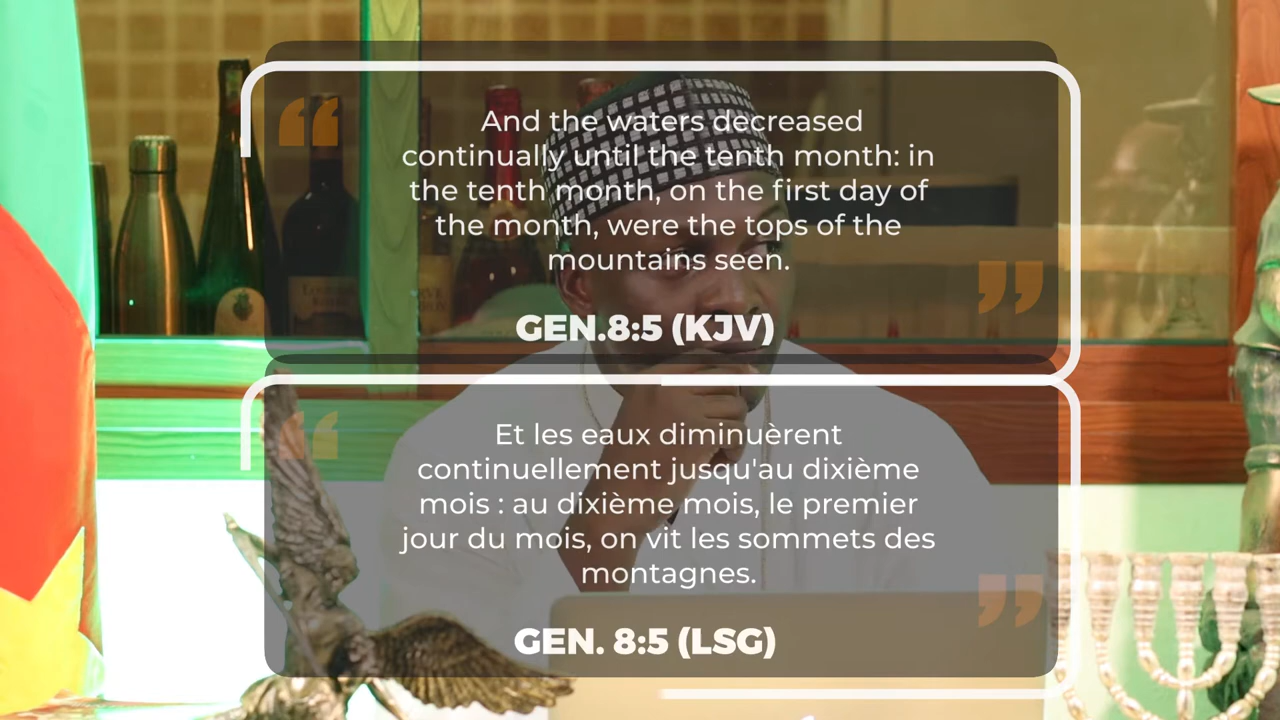 And the waters decreased
continually until the tenth month: in
the tenth month, on the first day of
the month, were the tops of the
mountains seen.
GEN.8:5 (KJV)
Et les eaux diminuèrent
continuellement jusqu'au dixième
mois : au dixième mois, le premier
jour du mois, on vit les sommets des
montagnes.
GEN. 8:5 (LSG)